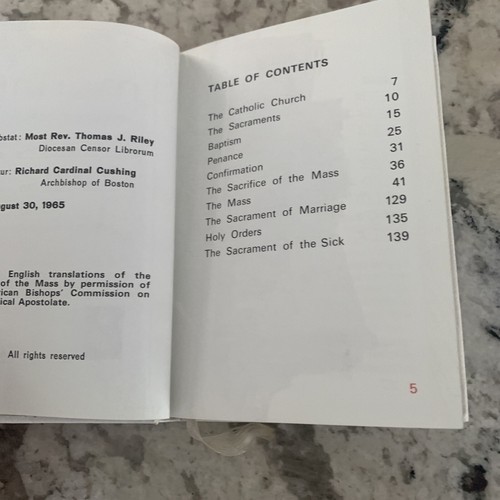 ostat: Most Rev. Thomas J. Riley
Diocesan Censor Librorum
ur: Richard Cardinal Cushing
Archbishop of Boston
gust 30, 1965
English translations of the
of the Mass by permission of
ican Bishops' Commission on
ical Apostolate.
All rights reserved
TABLE OF CONTENTS
The Catholic Church 7
The Sacraments 10
Baptism 15
Penance 25
Confirmation 31
The Sacrifice of the Mass 36
The Mass 41
The Sacrament of Marriage 129
Holy Orders 135
The Sacrament of the Sick 139
5